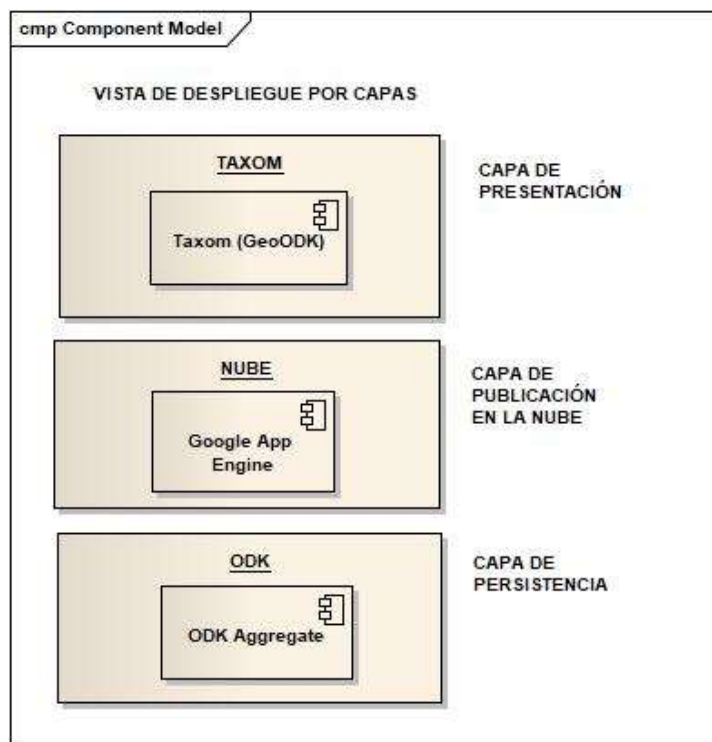 cmp Component Model
VISTA DE DESPLIEGUE POR CAPAS
TAXOM
Taxom (GeoODK)
CAPA DE
PRESENTACIÓN
NUBE
Google App
Engine
CAPA DE
PUBLICACIÓN
EN LA NUBE
ODK
ODK Aggregate
CAPA DE
PERSISTENCIA